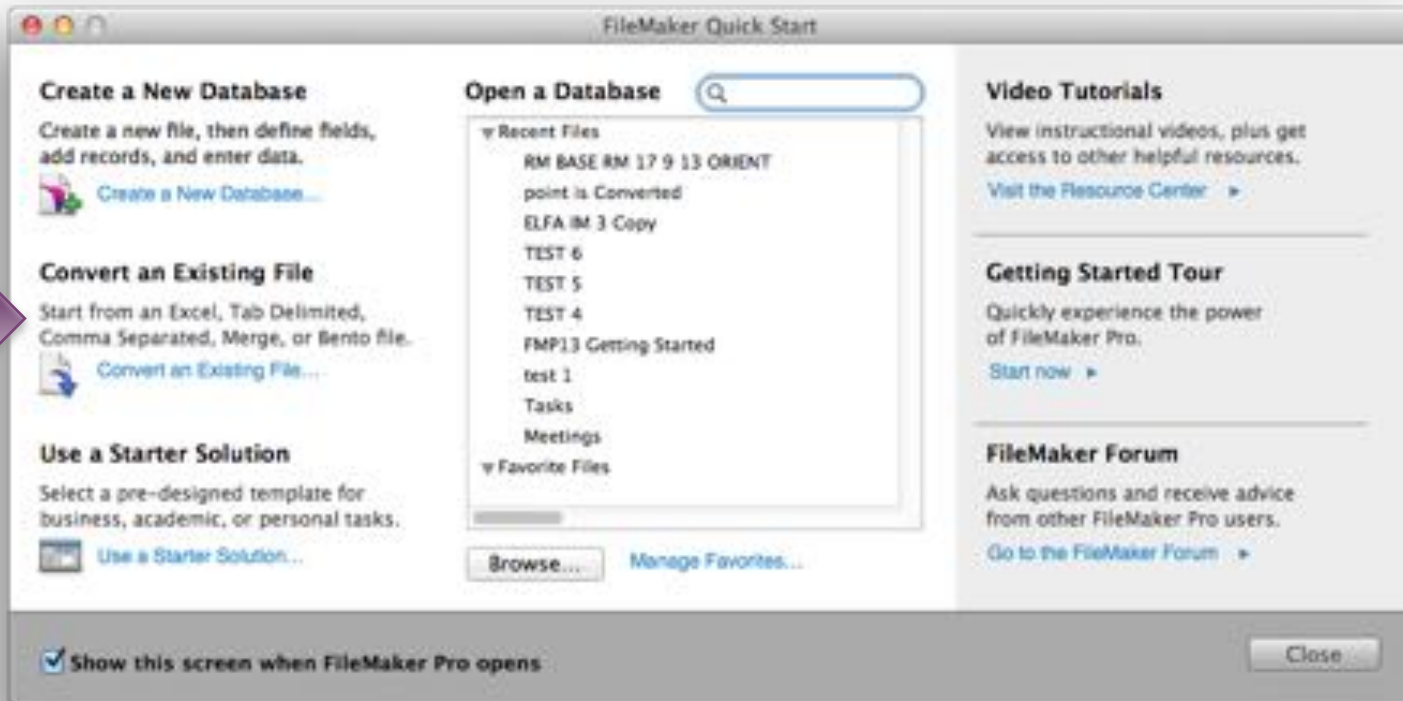 FileMaker Quick Start
Create a New Database
Create a new file, then define fields,
add records, and enter data.
Create a New Database...
Convert an Existing File
Start from an Excel, Tab Delimited,
Comma Separated, Merge, or Bento file.
Convert an Existing File...
Use a Starter Solution
Select a pre-designed template for
business, academic, or personal tasks.
Use a Starter Solution...
Open a Database
Recent Files
RM BASE RM 17 9 13 ORIENT
point is Converted
ELFA IM 3 Copy
TEST 6
TEST 5
TEST 4
FMP13 Getting Started
test 1
Tasks
Meetings
Favorite Files
Browse...
Manage Favorites...
Video Tutorials
View instructional videos, plus get
access to other helpful resources.
Visit the Resource Center
Getting Started Tour
Quickly experience the power
of FileMaker Pro.
Start now
FileMaker Forum
Ask questions and receive advice
from other FileMaker Pro users.
Go to the FileMaker Forum
Show this screen when FileMaker Pro opens
Close